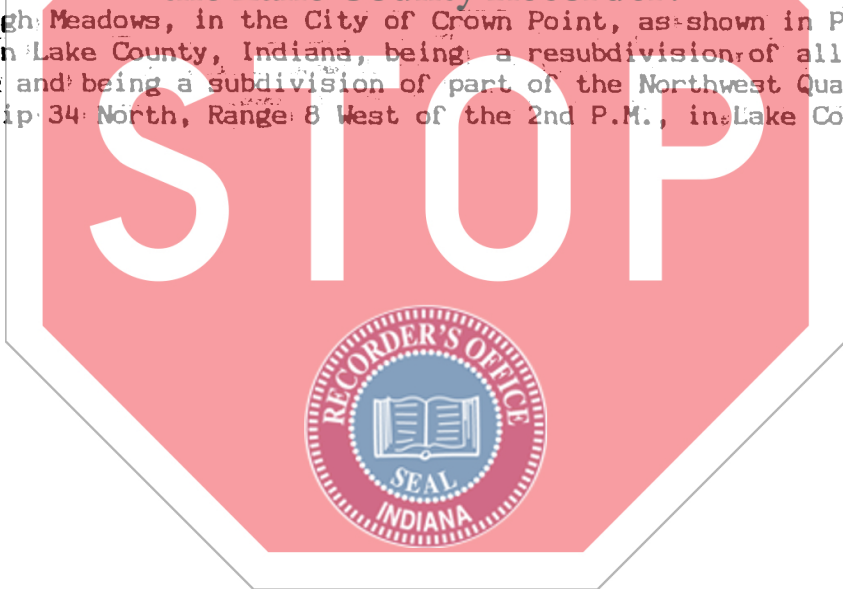 gh Meadows, in the City of Crown Point, as shown in P
n Lake County, Indiana, being a resubdivision of all
and being a subdivision of part of the Northwest Qua
ip 34 North, Range 8 West of the 2nd P.M., in Lake Co
STOP
RECORDER'S OFFICE
SEAL
INDIANA